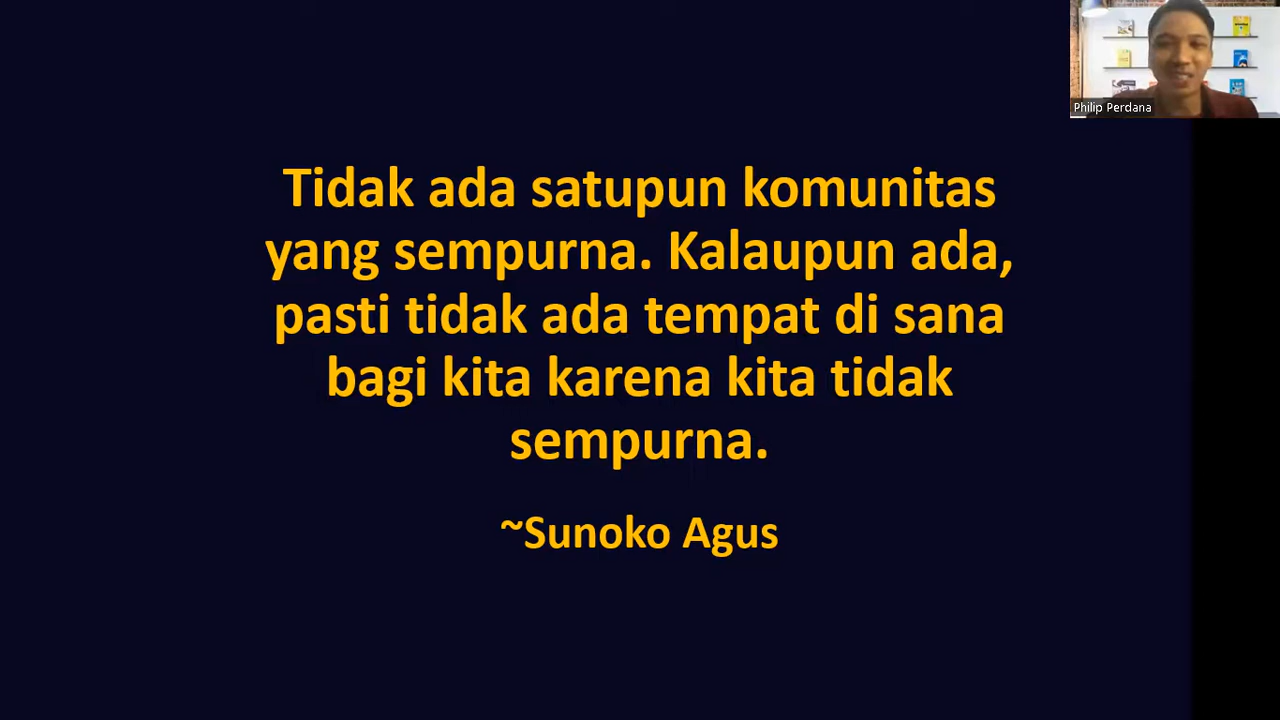 Philip Perdana
Tidak ada satupun komunitas
yang sempurna. Kalaupun ada,
pasti tidak ada tempat di sana
bagi kita karena kita tidak
sempurna.
~Sunoko Agus